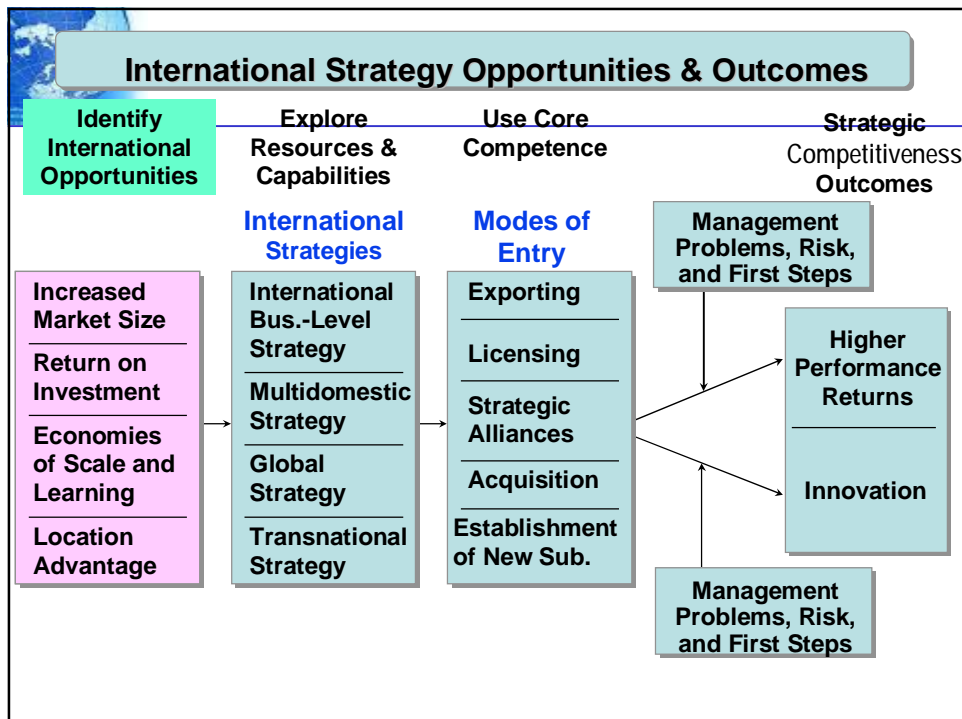 International Strategy Opportunities & Outcomes
Identify
International
Opportunities
Explore
Resources &
Capabilities
Use Core
Competence
Strategic
Competitiveness
Outcomes
International
Strategies
Modes of
Entry
Management
Problems, Risk,
and First Steps
Increased
Market Size
Return on
Investment
Economies
of Scale and
Learning
Location
Advantage
International
Bus.-Level
Strategy
Multidomestic
Strategy
Global
Strategy
Transnational
Strategy
Exporting
Licensing
Strategic
Alliances
Acquisition
Establishment
of New Sub.
Higher
Performance
Returns
Innovation
Management
Problems, Risk,
and First Steps